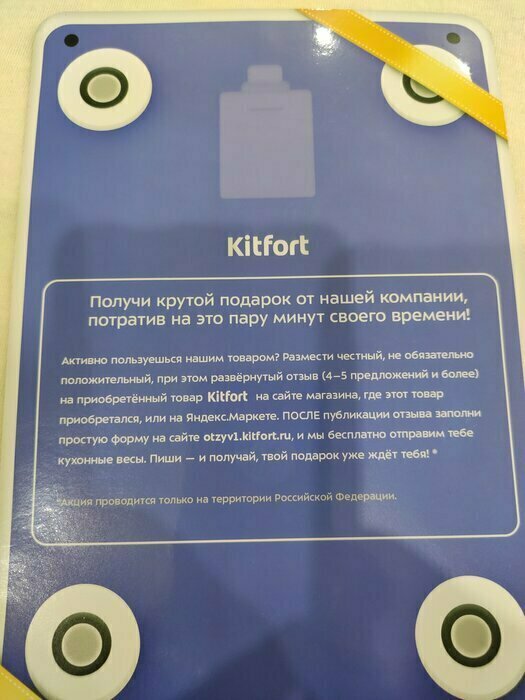 Kitfort
Получи крутой подарок от нашей компании,
потратив на это пару минут своего времени!
Активно пользуешься нашим товаром? Размести честный, не обязательно
положительный, при этом развёрнутый отзыв (4–5 предложений и более)
на приобретённый товар Kitfort на сайте магазина, где этот товар
приобретался, или на Яндекс.Маркете. ПОСЛЕ публикации отзыва заполни
простую форму на сайте otzyv1.kitfort.ru, и мы бесплатно отправим тебе
кухонные весы. Пиши — и получай, твой подарок уже ждёт тебя! *
*Акция проводится только на территории Российской Федерации.